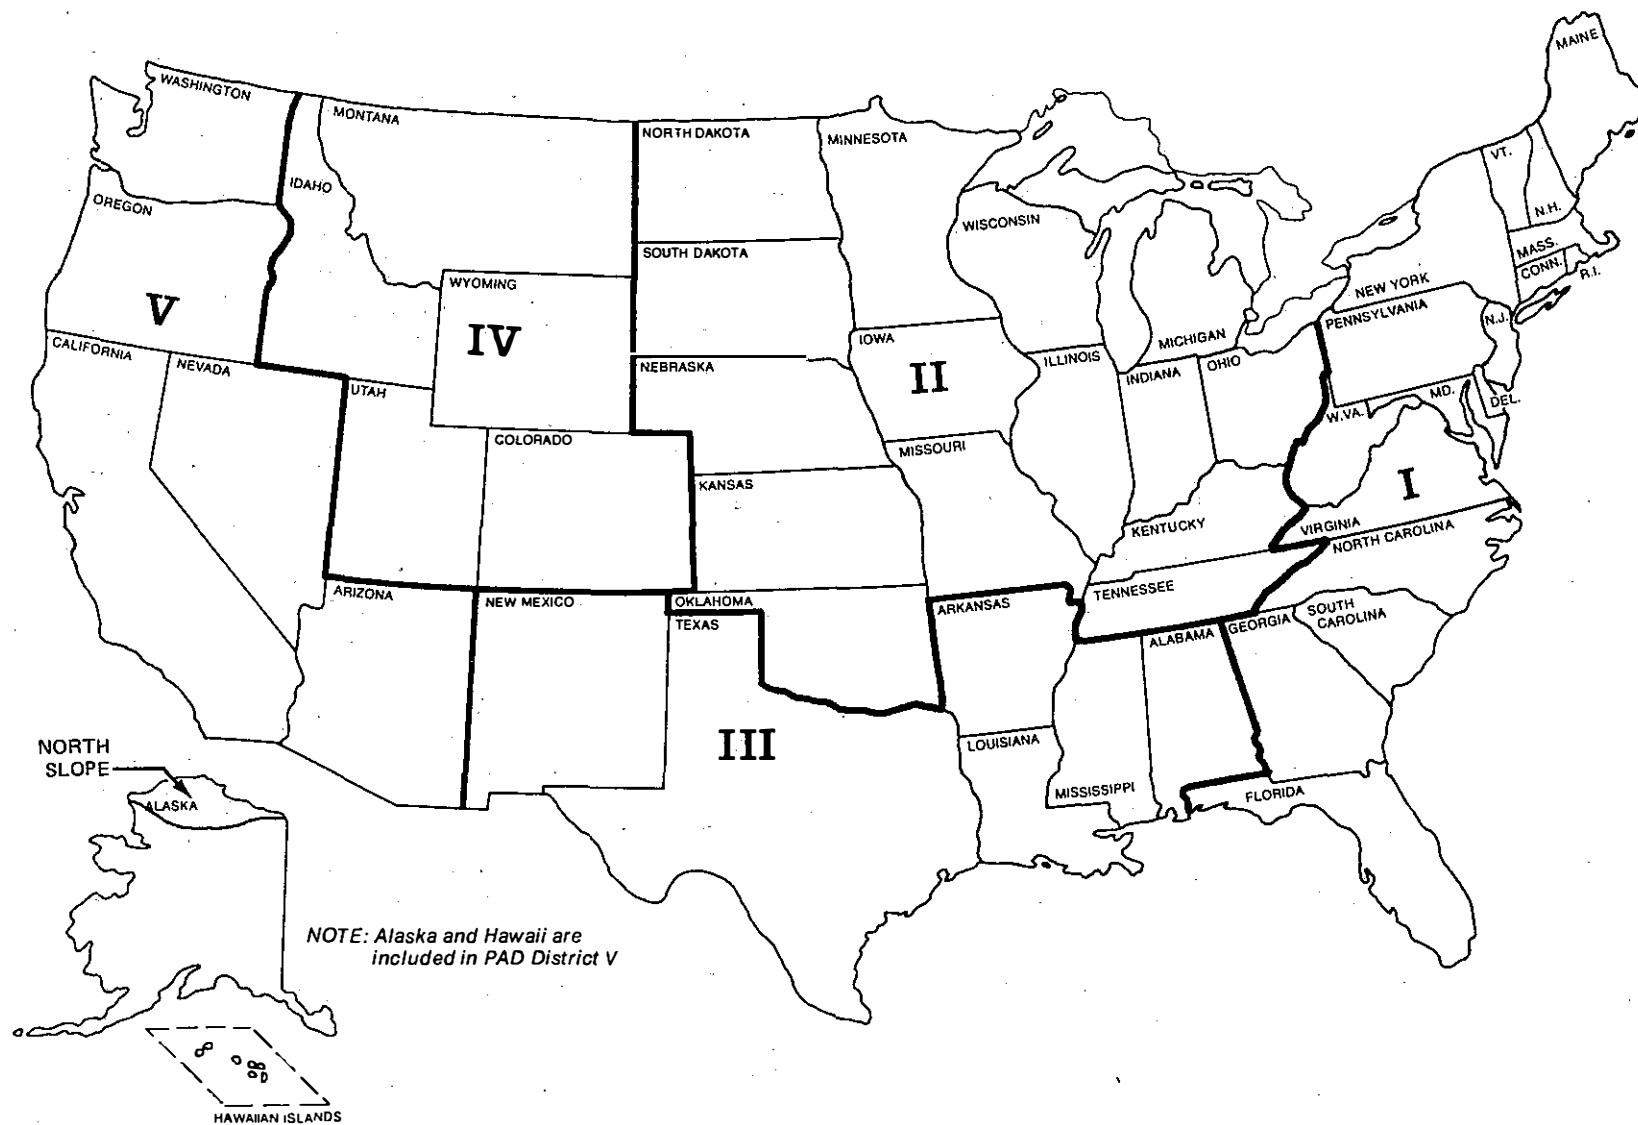 MAINE
WASHINGTON
MONTANA
NORTH DAKOTA
MINNESOTA
VT.
IDAHO
OREGON
N.H.
WISCONSIN
MASS.
SOUTH DAKOTA
CONN.
R.I.
WYOMING
NEW YORK
V
IV
PENNSYLVANIA
N.J.
CALIFORNIA
NEVADA
IOWA
MICHIGAN
ILLINOIS
OHIO
NEBRASKA
II
INDIANA
UTAH
MD.
DEL.
W.VA.
COLORADO
MISSOURI
KANSAS
I
KENTUCKY
VIRGINIA
NORTH CAROLINA
ARIZONA
NEW MEXICO
OKLAHOMA
ARKANSAS
TENNESSEE
TEXAS
ALABAMA
GEORGIA
SOUTH
CAROLINA
III
LOUISIANA
NORTH
SLOPE
ALASKA
MISSISSIPPI
FLORIDA
NOTE: Alaska and Hawaii are
included in PAD District V
HAWAIIAN ISLANDS